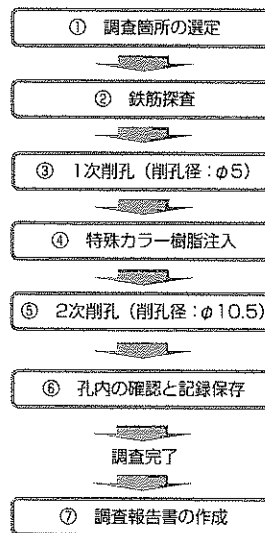 ① 調査箇所の選定
② 鉄筋探査
③ 1次削孔（削孔径：φ5）
④ 特殊カラー樹脂注入
⑤ 2次削孔（削孔径：φ10.5）
⑥ 孔内の確認と記録保存
調査完了
⑦ 調査報告書の作成